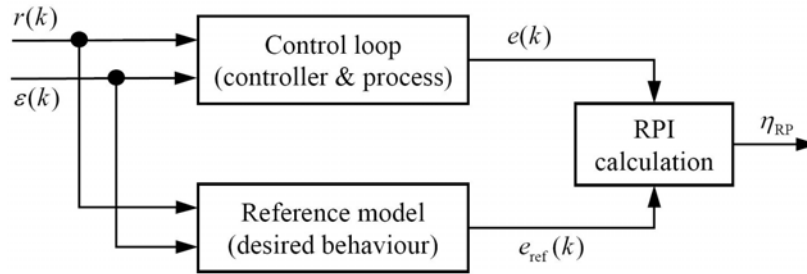 r(k)
Control loop
(controller & process)
e(k)
ε(k)
RPI
calculation
η_RP
Reference model
(desired behaviour)
e_ref(k)